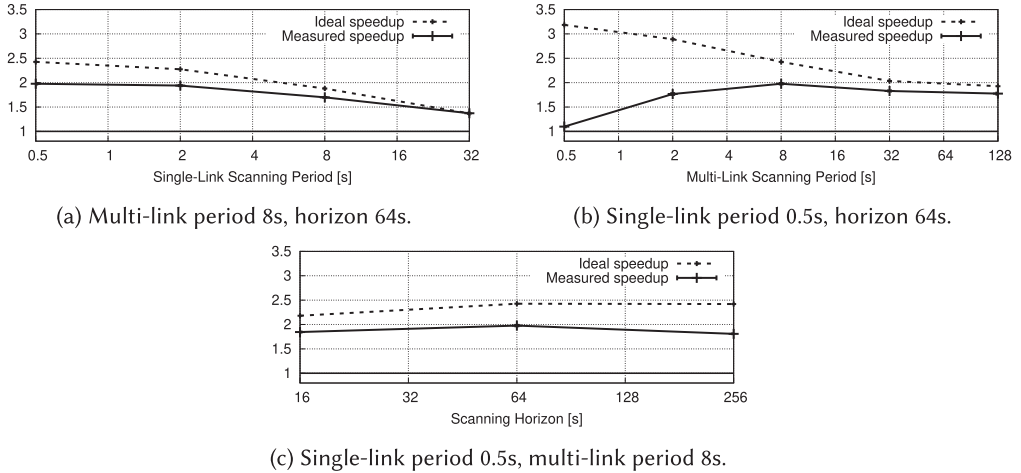 3.5
3
2.5
2
1.5
1
Ideal speedup
Measured speedup
0.5 1 2 4 8 16 32
Single-Link Scanning Period [s]
(a) Multi-link period 8s, horizon 64s.
3.5
3
2.5
2
1.5
1
Ideal speedup
Measured speedup
0.5 1 2 4 8 16 32 64 128
Multi-Link Scanning Period [s]
(b) Single-link period 0.5s, horizon 64s.
3.5
3
2.5
2
1.5
1
Ideal speedup
Measured speedup
16 32 64 128 256
Scanning Horizon [s]
(c) Single-link period 0.5s, multi-link period 8s.